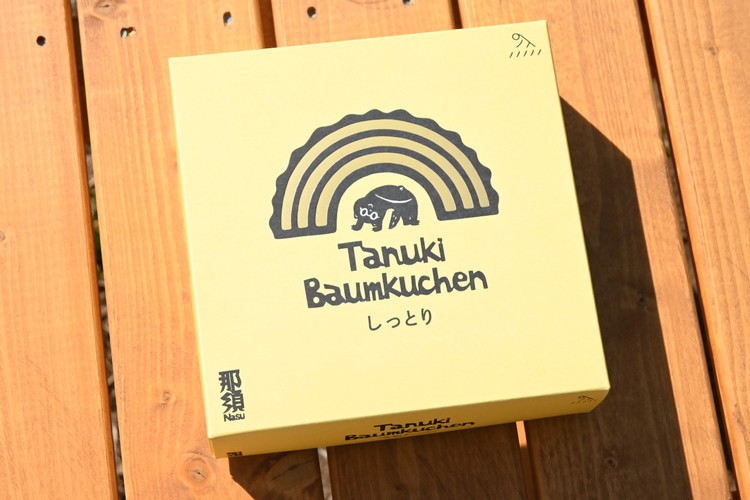 Tanuki
Baumkuchen
しっとり
那須
Nasu
Tanuki
Baumkuchen